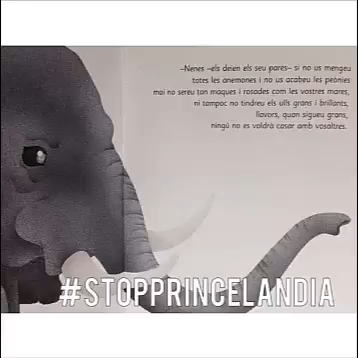 –Nenes –els deien els seu pares– si no us mengeu
totes les anemones i no us acabeu les peònies
mai no sereu tan maques i rosades com les vostres mares,
ni tampoc no tindreu els ulls grans i brillants,
llavors, quan sigueu grans,
ningú no es voldrà casar amb vosaltres.
#STOPPRINCELANDIA